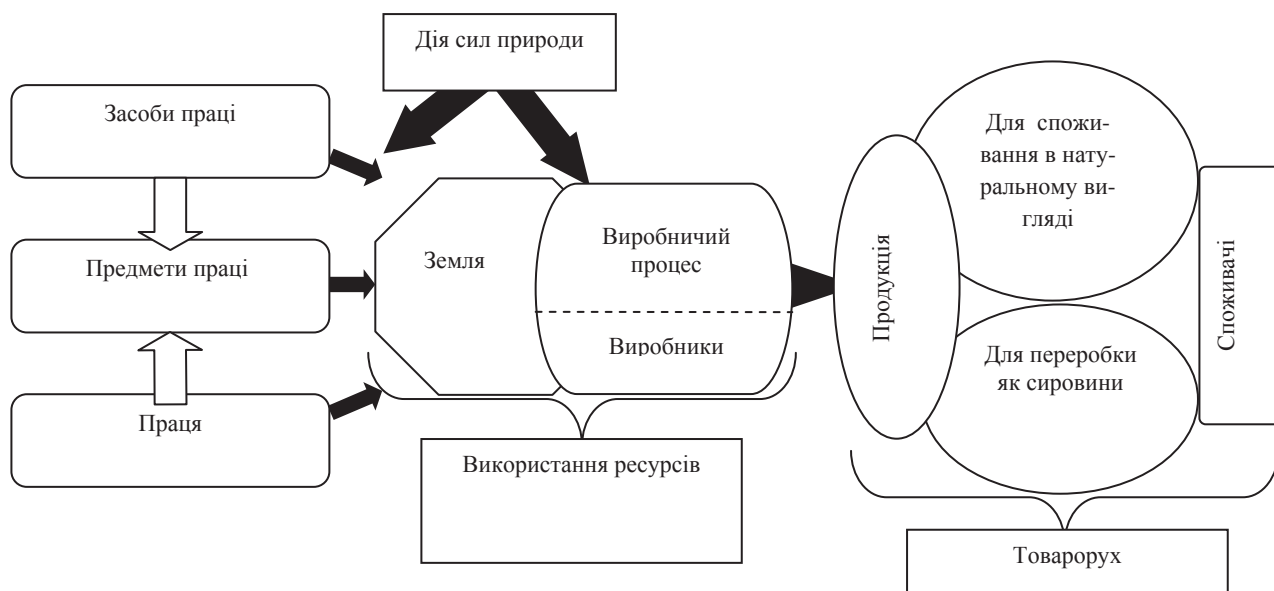 Дія сил природи
Засоби праці
Предмети праці
Праця
Земля
Виробничий
процес
Виробники
Використання ресурсів
Продукція
Для спожи-
вання в нату-
ральному ви-
гляді
Для переробки
як сировини
Споживачі
Товарорух